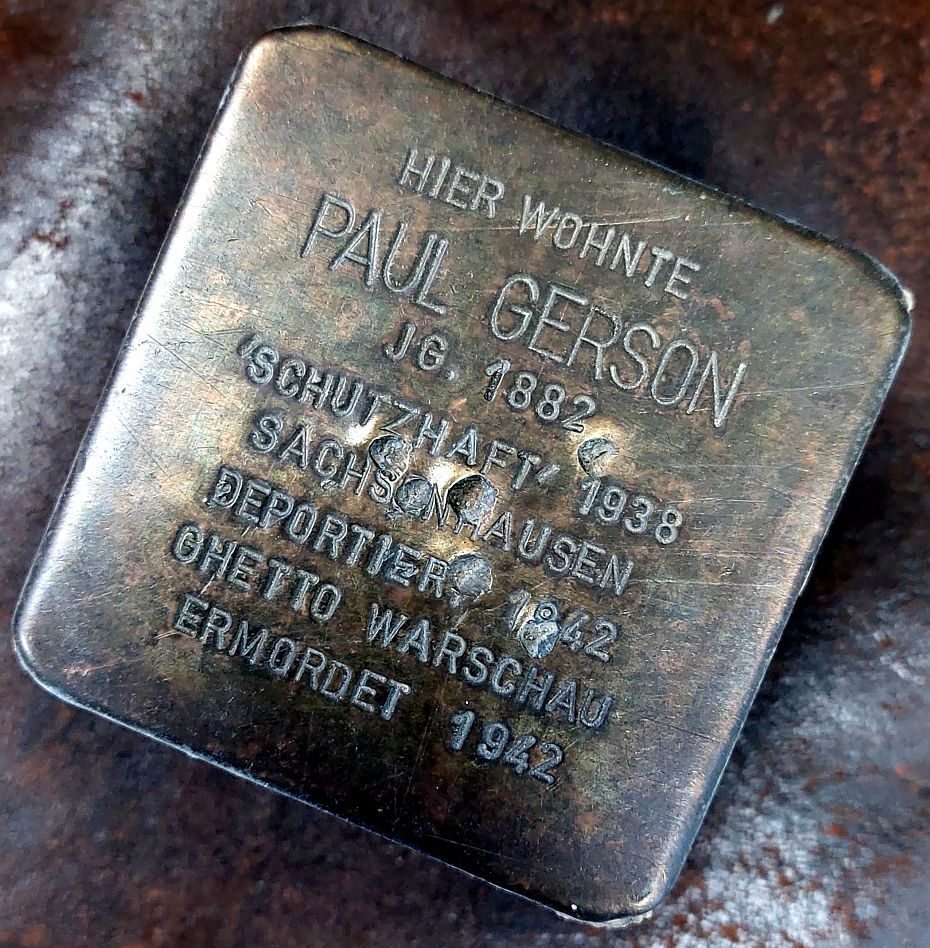 HIER WOHNTE
PAUL GERSON
JG. 1882
'SCHUTZHAFT' 1938
SACHSENHAUSEN
DEPORTIERT 1942
GHETTO WARSCHAU
ERMORDET 1942